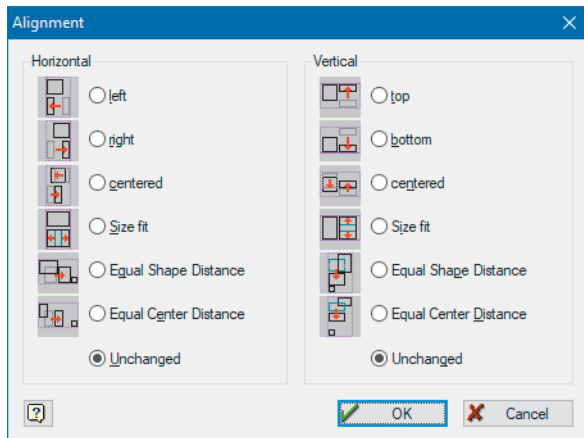 Alignment
Horizontal
left
right
centered
Size fit
Equal Shape Distance
Equal Center Distance
Unchanged
Vertical
top
bottom
centered
Size fit
Equal Shape Distance
Equal Center Distance
Unchanged
?
OK
Cancel